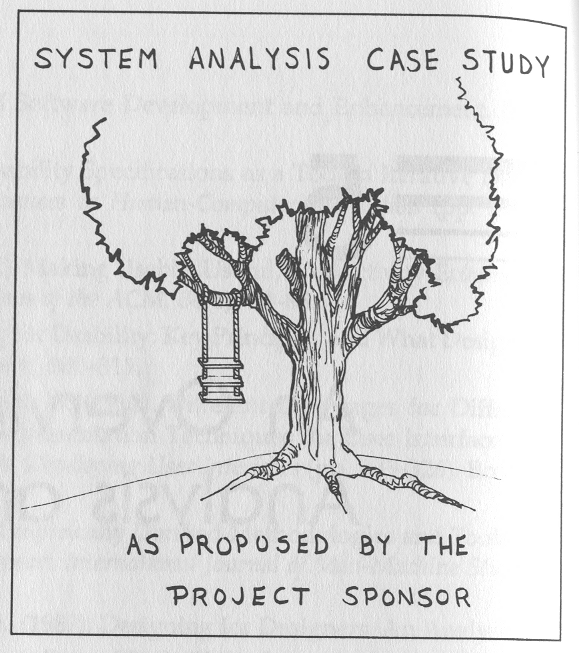 SYSTEM ANALYSIS CASE STUDY
AS PROPOSED BY THE
PROJECT SPONSOR